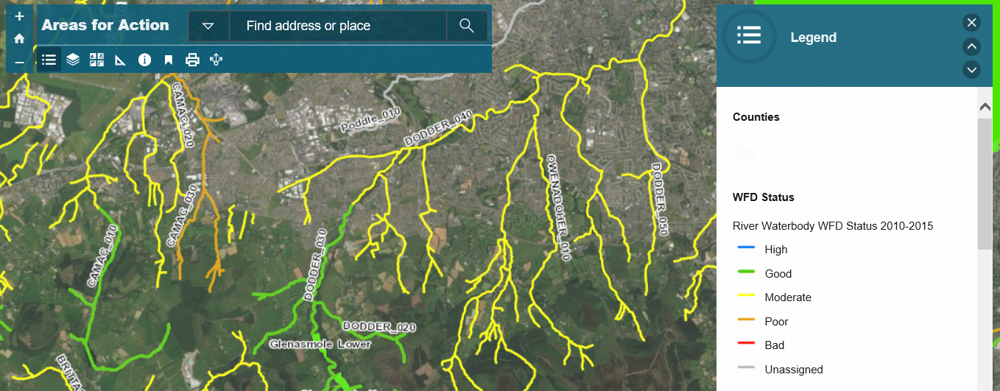 Areas for Action
Find address or place
Legend
Counties
WFD Status
River Waterbody WFD Status 2010-2015
High
Good
Moderate
Poor
Bad
Unassigned
CAMAC_020
Poddle_010
DODDER_040
OWENADOHER_010
DODDER_050
CAMAC_030
CAMAC_010
DODDER_030
DODDER_020
Glenasmole Lower